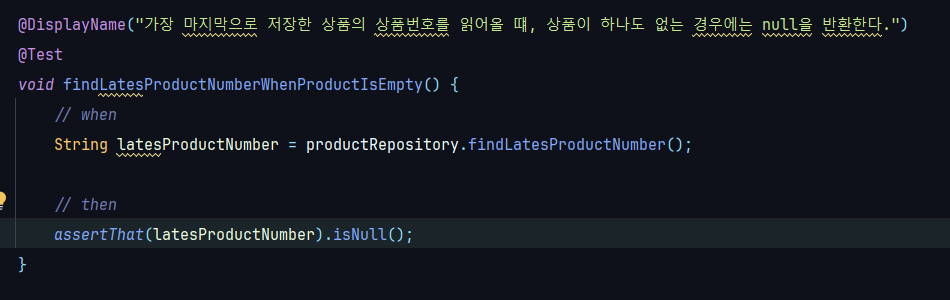 @DisplayName("가장 마지막으로 저장한 상품의 상품번호를 읽어올 떄, 상품이 하나도 없는 경우에는 null을 반환한다.")
@Test
void findLatesProductNumberWhenProductIsEmpty() {
// when
String latesProductNumber = productRepository.findLatesProductNumber();
// then
assertThat(latesProductNumber).isNull();
}